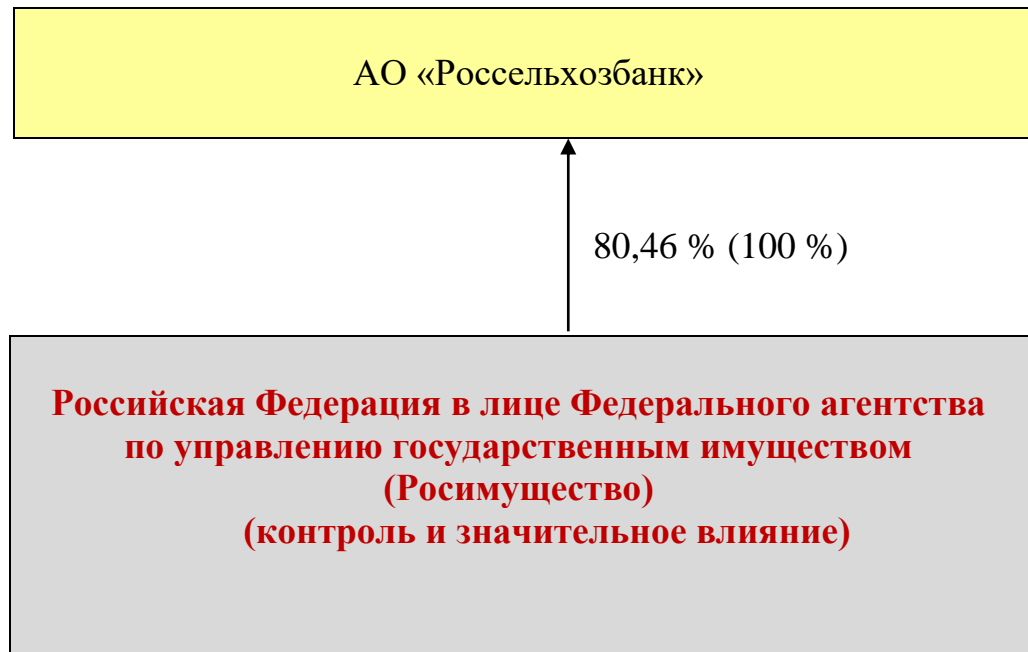 АО «Россельхозбанк»
80,46 % (100 %)
Российская Федерация в лице Федерального агентства
по управлению государственным имуществом
(Росимущество)
(контроль и значительное влияние)